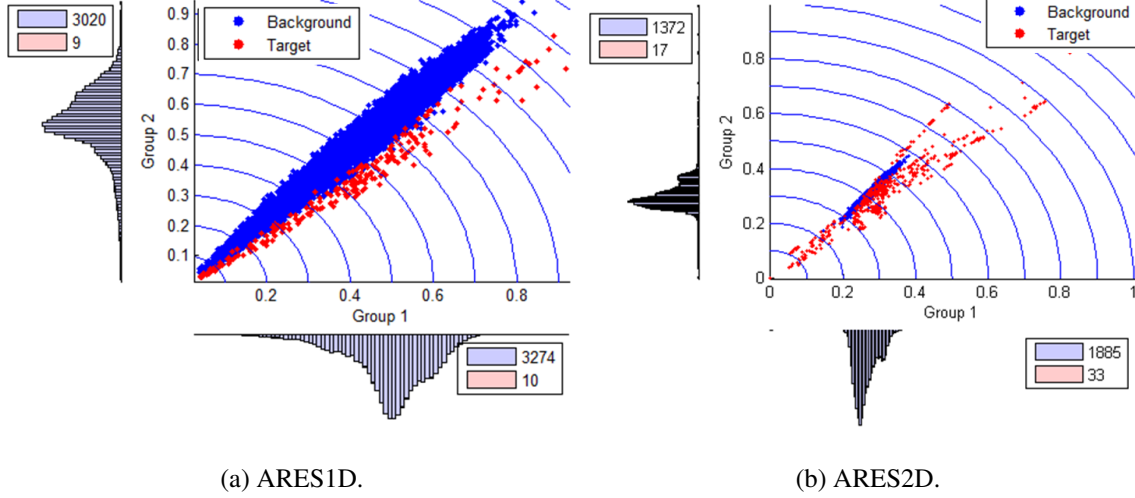 3020
9
0.9
0.8
0.7
0.6
0.5
0.4
0.3
0.2
0.1
Group 2
Background
Target
0.2 0.4 0.6 0.8
Group 1
3274
10
1372
17
Background
Target
0.8
0.6
0.4
0.2
0
Group 2
0 0.2 0.4 0.6 0.8 1
Group 1
1885
33
(a) ARES1D.
(b) ARES2D.